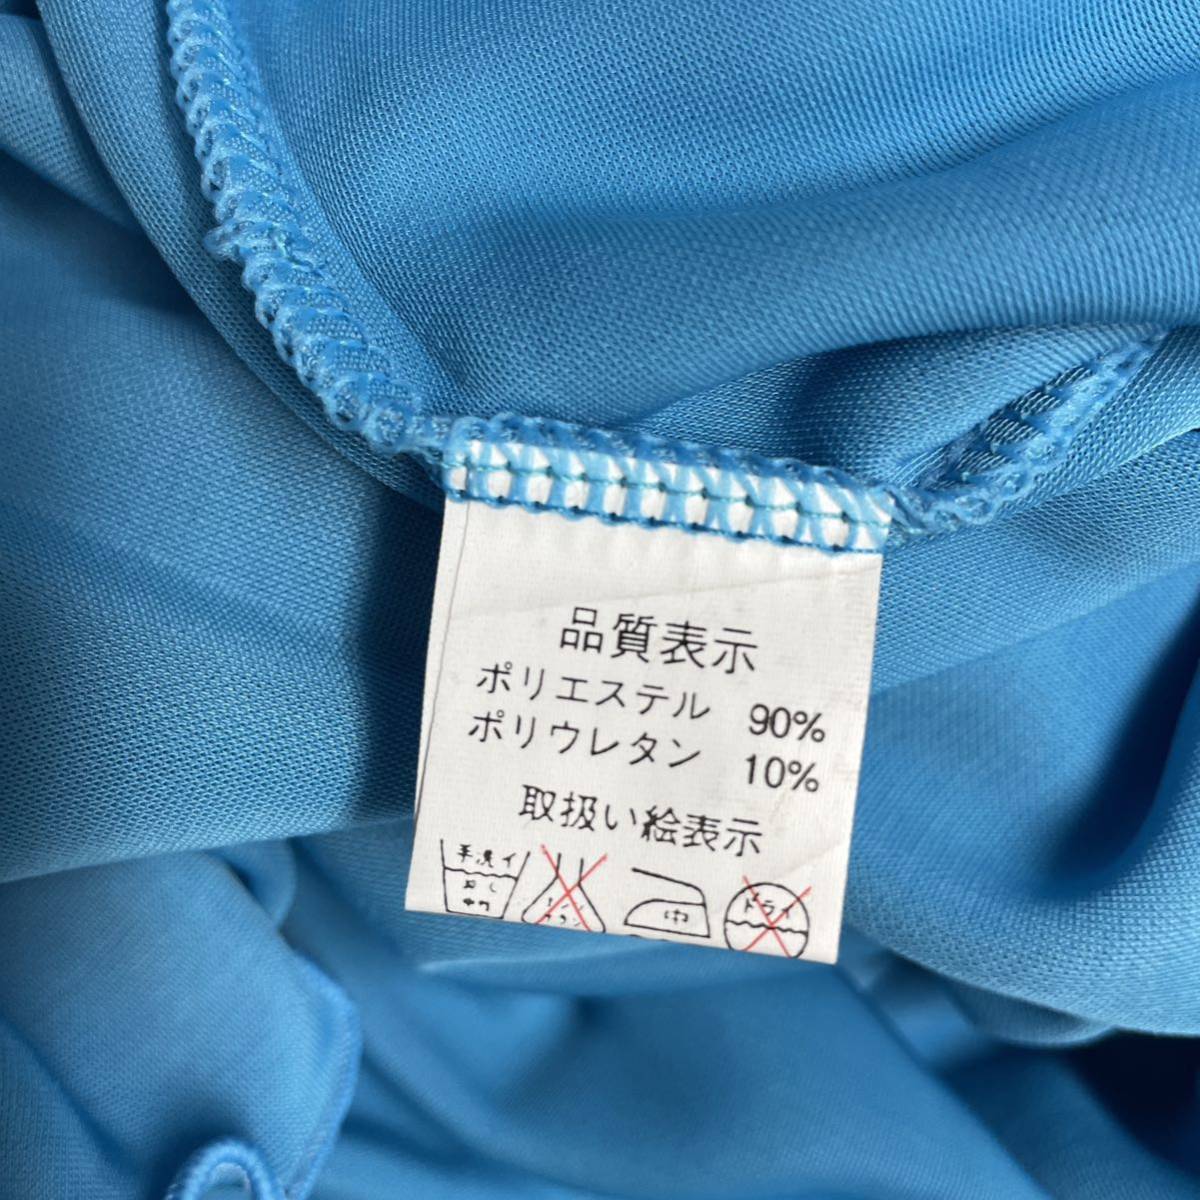 品質表示
ポリエステル 90%
ポリウレタン 10%
取扱い絵表示
手洗イ
中
ドライ